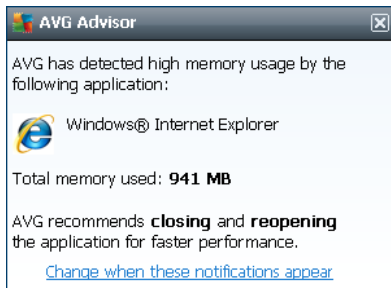 AVG Advisor
AVG has detected high memory usage by the
following application:
Windows® Internet Explorer
Total memory used: 941 MB
AVG recommends closing and reopening
the application for faster performance.
Change when these notifications appear